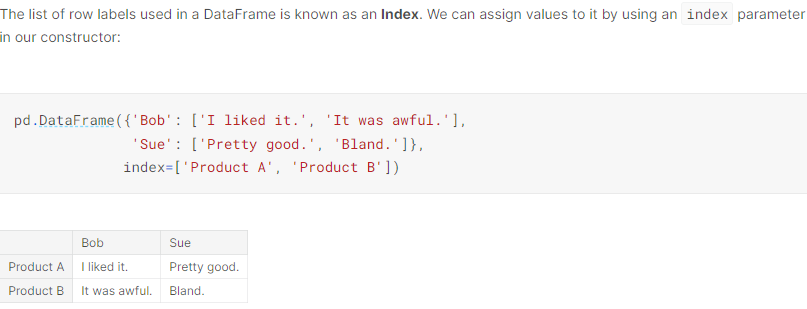 The list of row labels used in a DataFrame is known as an Index. We can assign values to it by using an index parameter
in our constructor:
pd.DataFrame({'Bob': ['I liked it.', 'It was awful.'],
              'Sue': ['Pretty good.', 'Bland.']},
             index=['Product A', 'Product B'])
Bob Sue
Product A I liked it. Pretty good.
Product B It was awful. Bland.